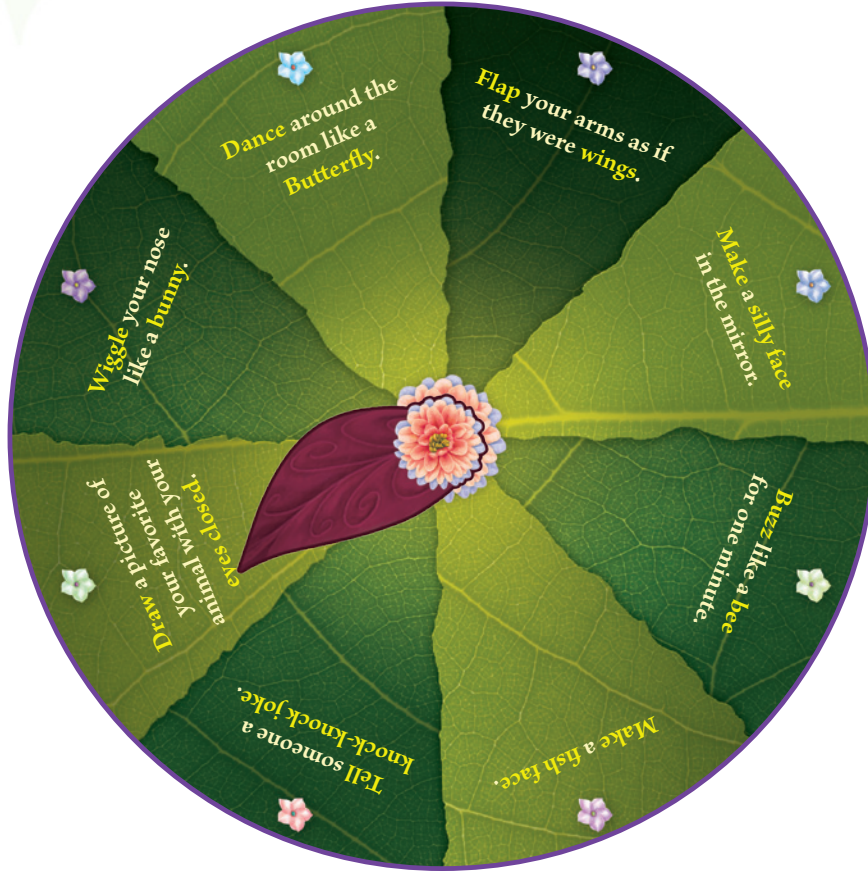 Dance around the
room like a
Butterfly.
Flap your arms as if
they were wings.
Make a silly face
in the mirror.
Buzz like a bee
for one minute.
Make a fish face.
Tell someone a
knock-knock joke.
Draw a picture of
your favorite
animal with your
eyes closed.
Wiggle your nose
like a bunny.